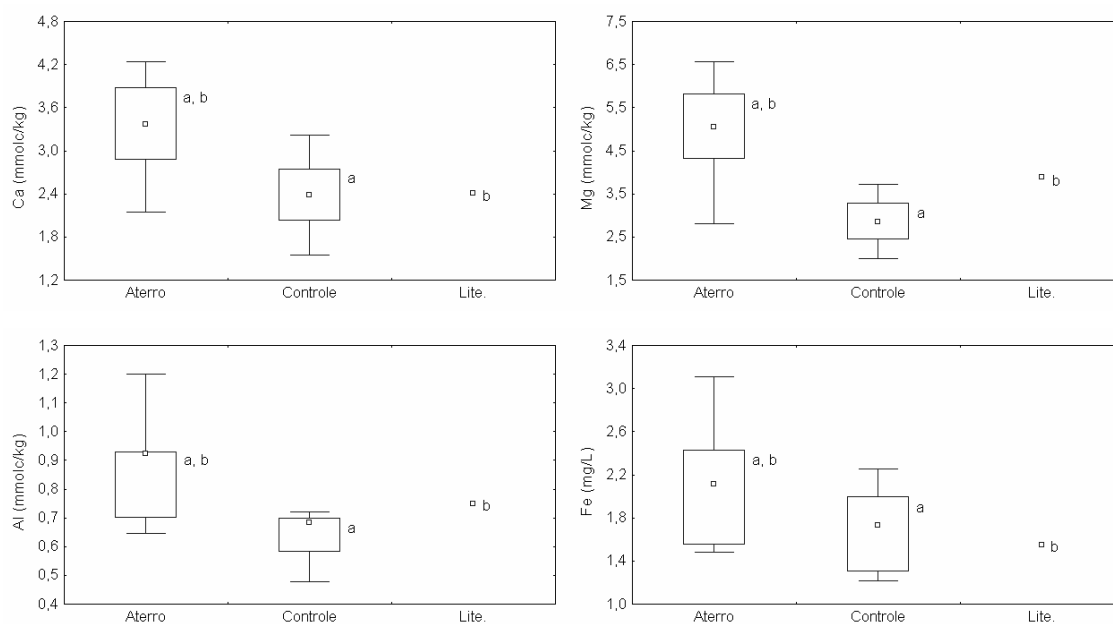 Ca (mmolc/kg)
4,8
4,2
3,6
3,0
2,4
1,8
1,2
a, b
a
b
Aterro Controle Lite.
Mg (mmolc/kg)
7,5
6,5
5,5
4,5
3,5
2,5
1,5
a, b
a
b
Aterro Controle Lite.
Al (mmolc/kg)
1,3
1,2
1,1
1,0
0,9
0,8
0,7
0,6
0,5
0,4
a, b
a
b
Aterro Controle Lite.
Fe (mg/L)
3,4
3,0
2,6
2,2
1,8
1,4
1,0
a, b
a
b
Aterro Controle Lite.